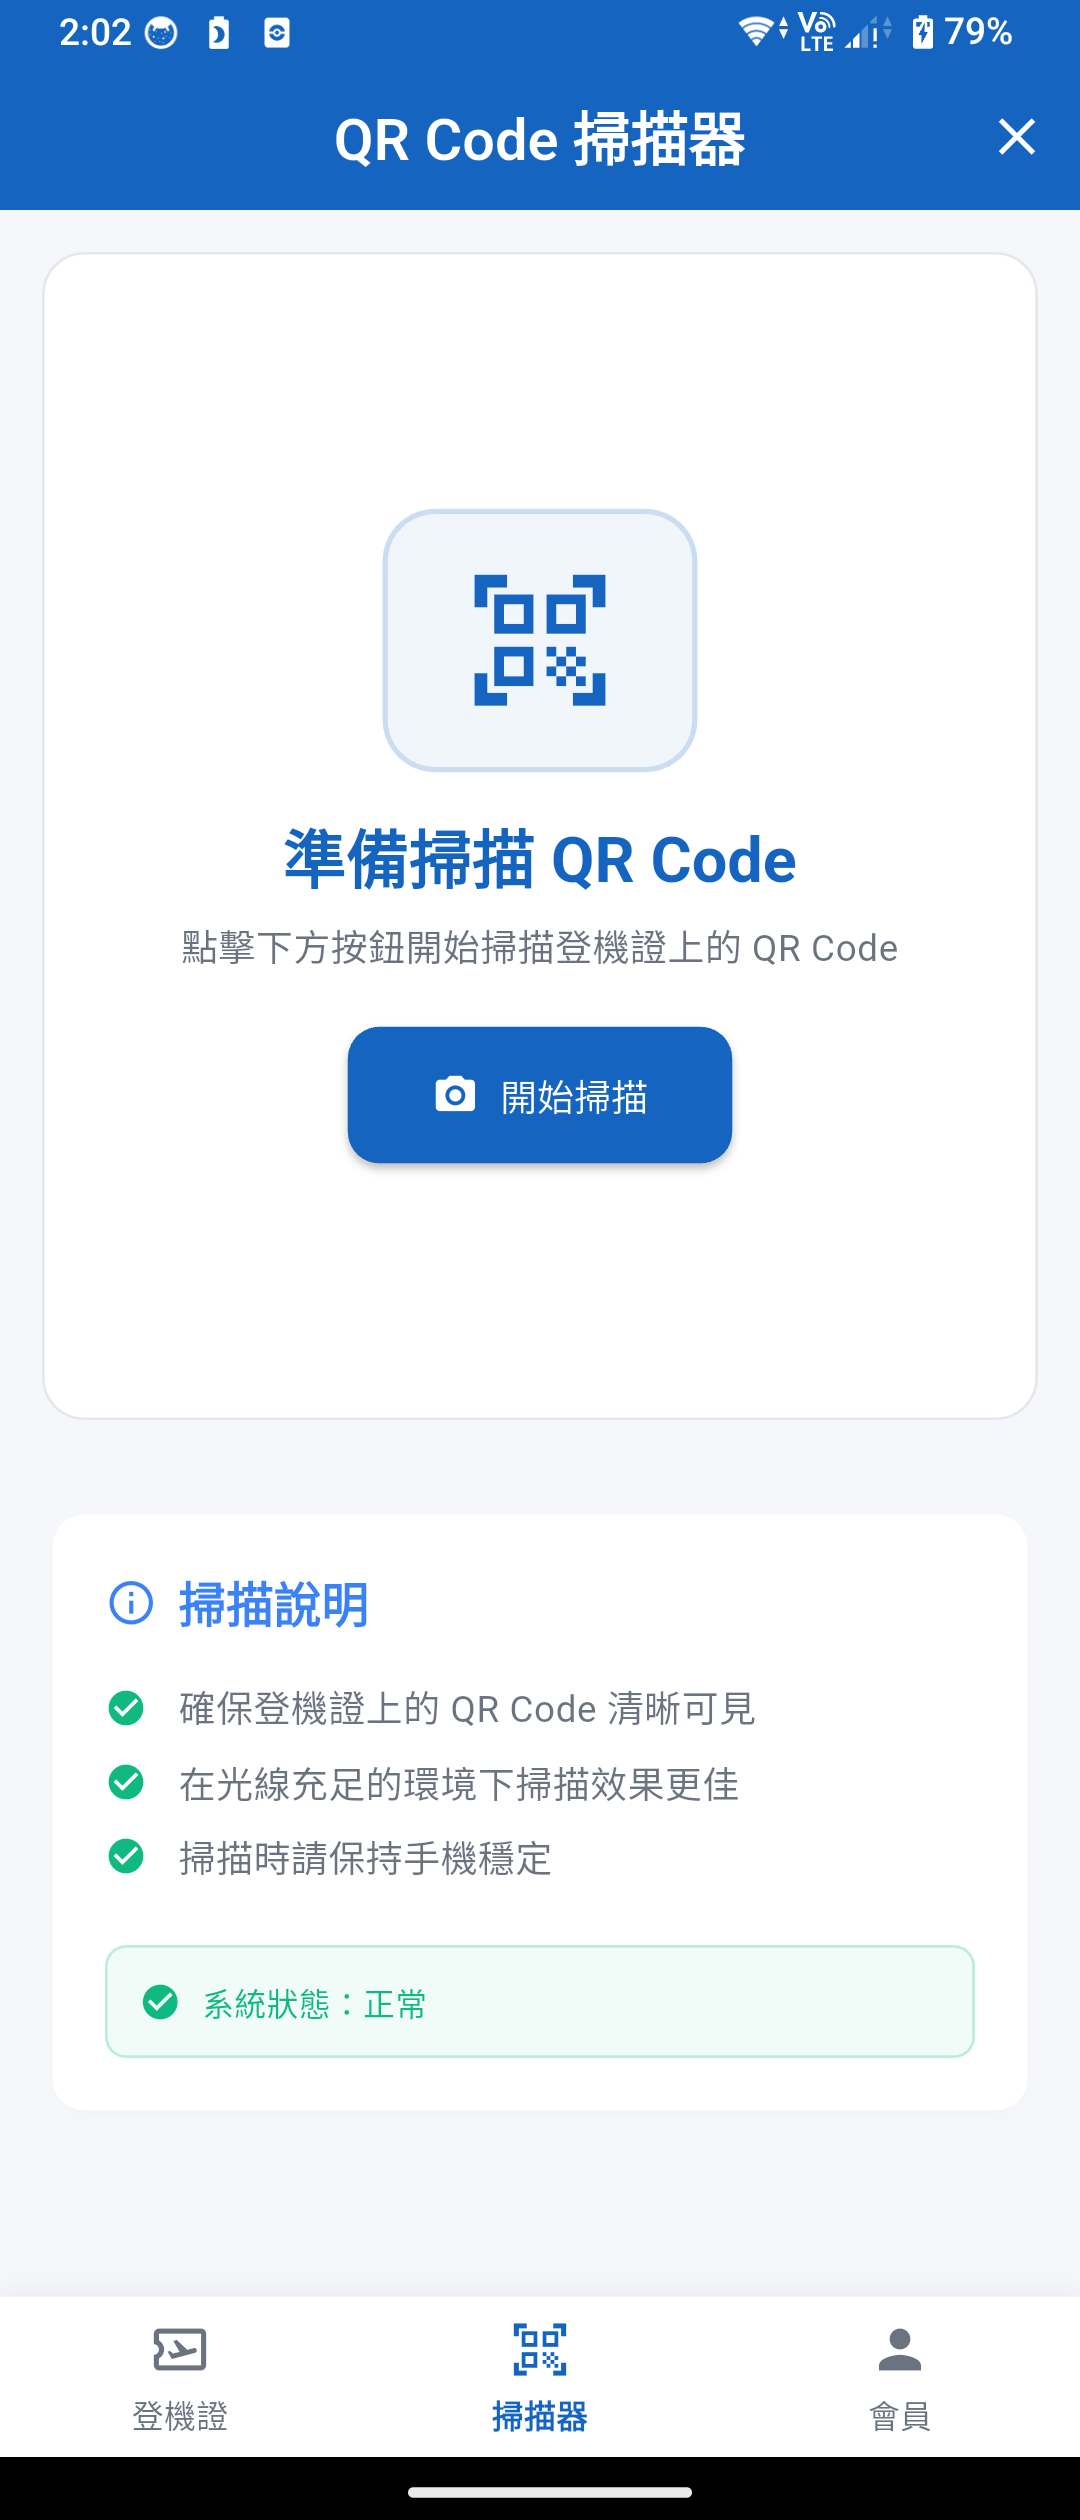 2:02
Vo LTE
79%
QR Code 掃描器
準備掃描 QR Code
點擊下方按鈕開始掃描登機證上的 QR Code
開始掃描
掃描說明
確保登機證上的 QR Code 清晰可見
在光線充足的環境下掃描效果更佳
掃描時請保持手機穩定
系統狀態：正常
登機證
掃描器
會員